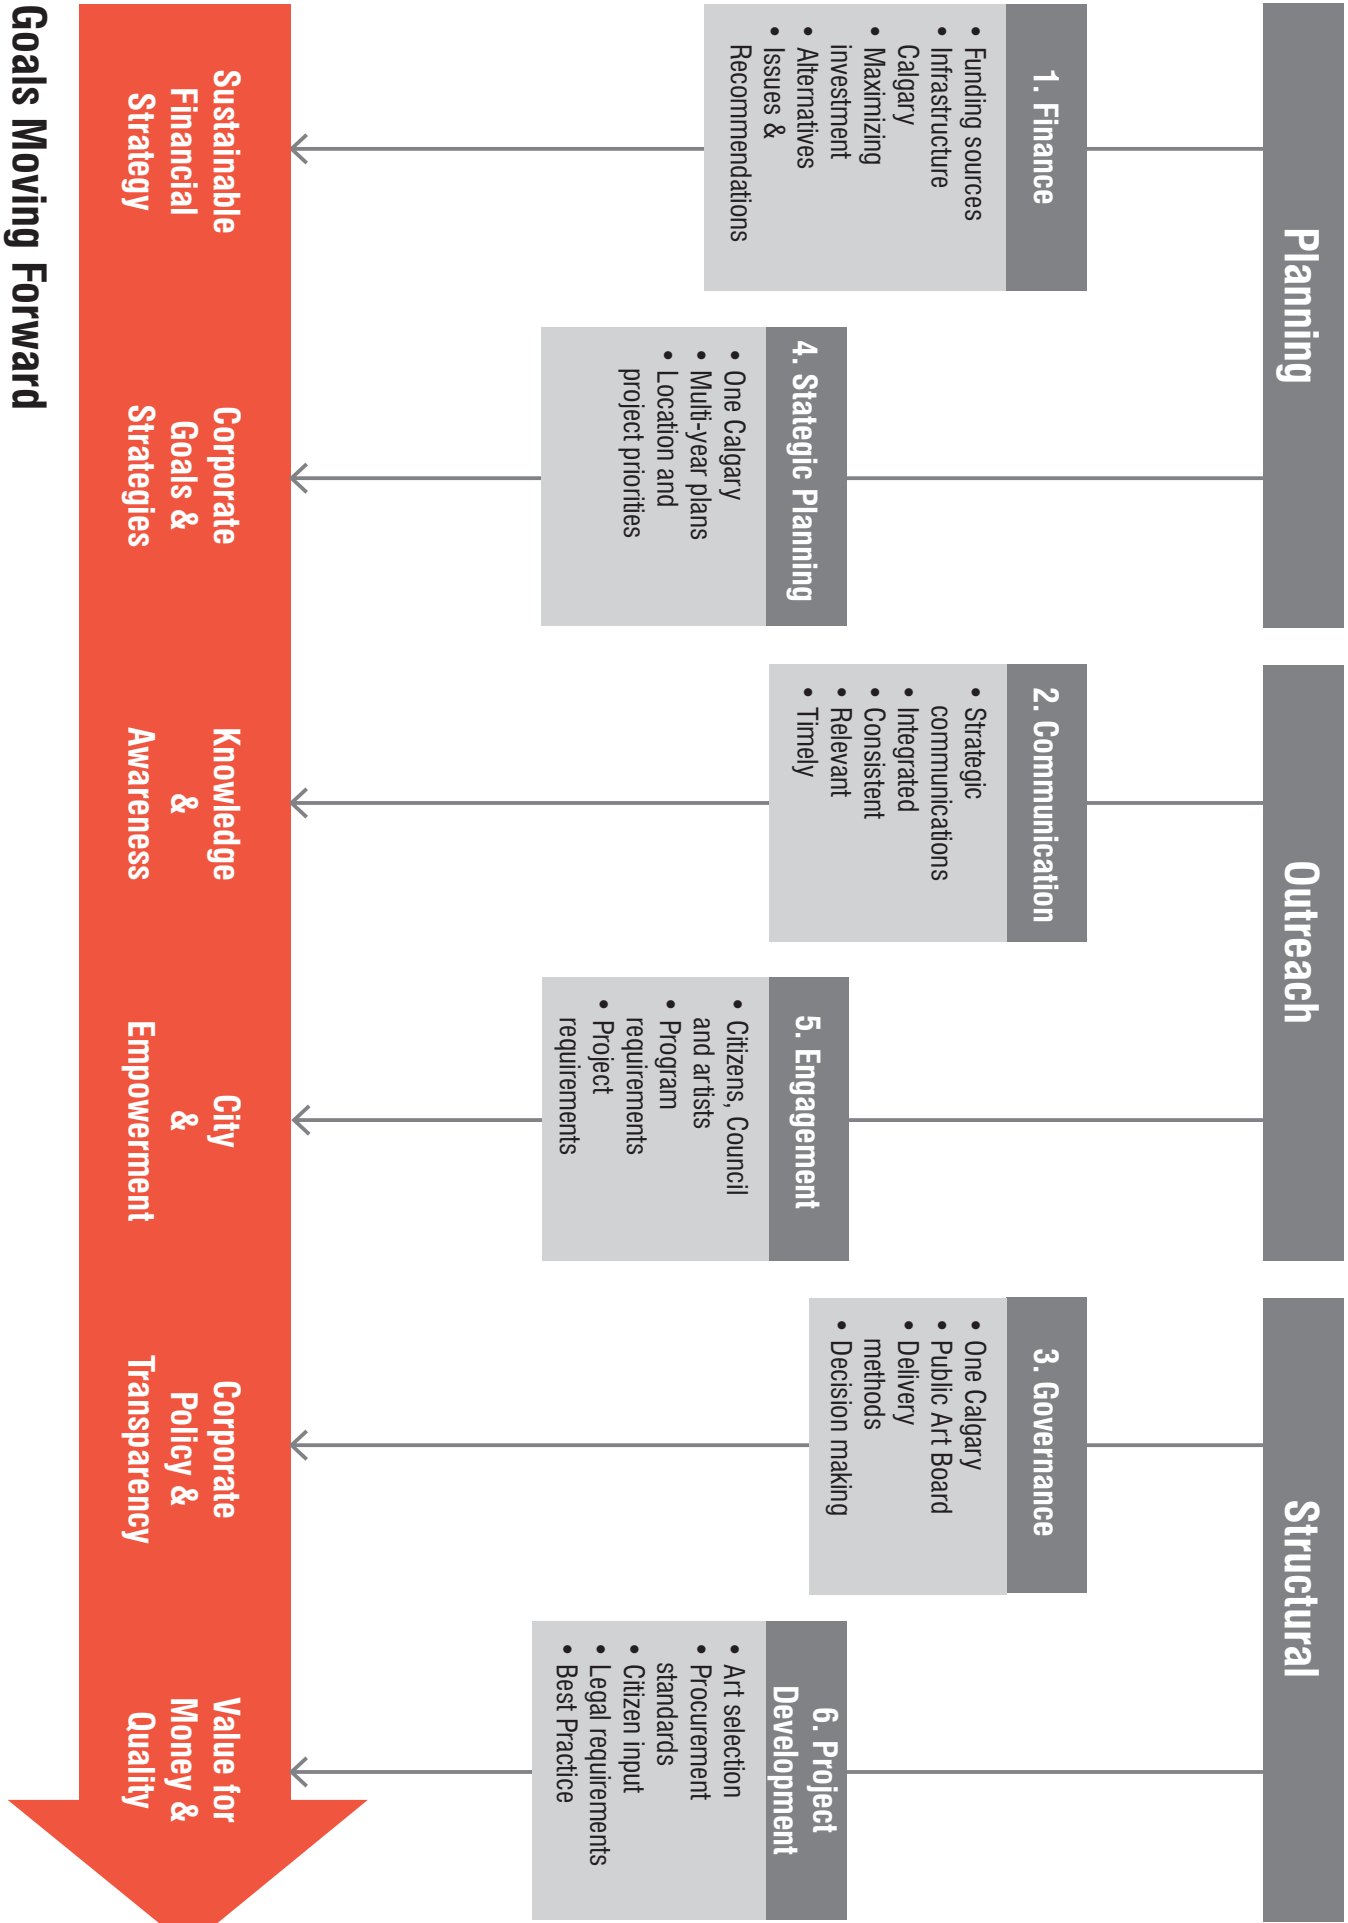 Planning
1. Finance
• Funding sources
• Infrastructure
Calgary
• Maximizing
investment
• Alternatives
• Issues &
Recommendations
Sustainable
Financial
Strategy
4. Stategic Planning
• One Calgary
• Multi-year plans
• Location and
project priorities
Corporate
Goals &
Strategies
Outreach
2. Communication
• Strategic
communications
• Integrated
• Consistent
• Relevant
• Timely
Knowledge
&
Awareness
5. Engagement
• Citizens, Council
and artists
• Program
requirements
• Project
requirements
City
&
Empowerment
Structural
3. Governance
• One Calgary
• Public Art Board
• Delivery
methods
• Decision making
Corporate
Policy &
Transparency
6. Project
Development
• Art selection
• Procurement
standards
• Citizen input
• Legal requirements
• Best Practice
Value for
Money &
Quality
Goals Moving Forward